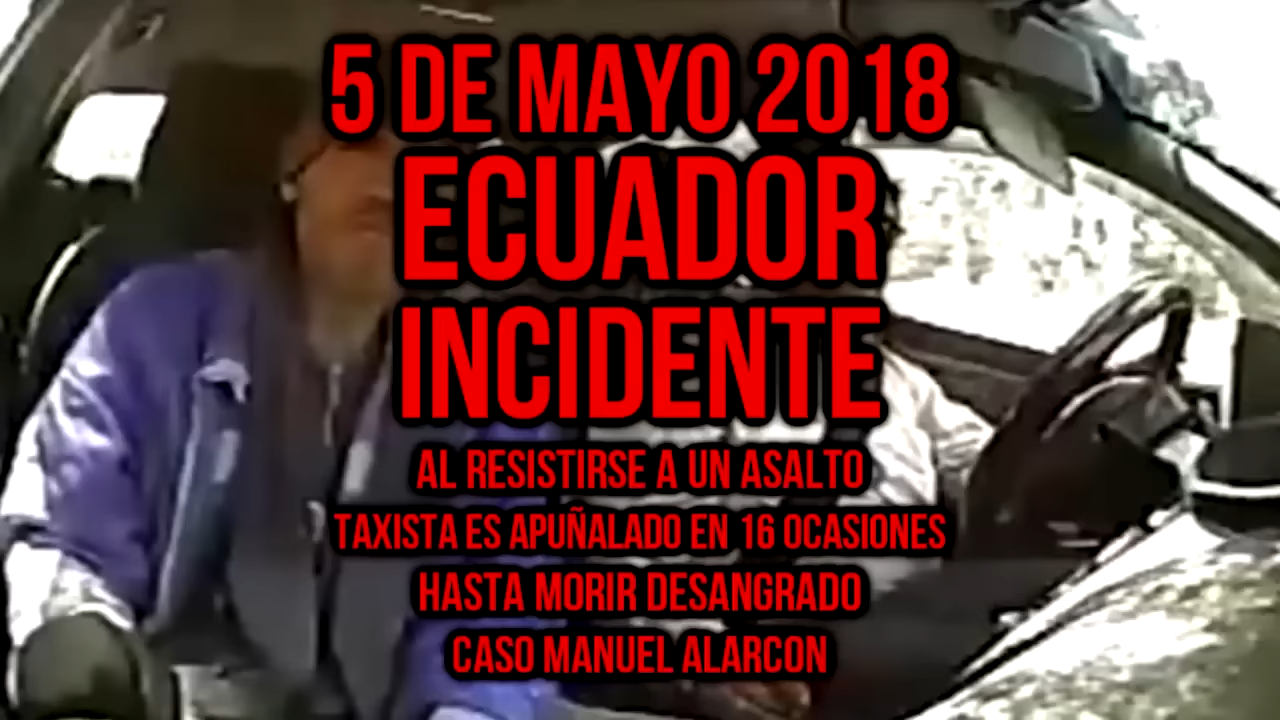 5 DE MAYO 2018
ECUADOR
INCIDENTE
AL RESISTIRSE A UN ASALTO
TAXISTA ES APUÑALADO EN 16 OCASIONES
HASTA MORIR DESANGRADO
CASO MANUEL ALARCON